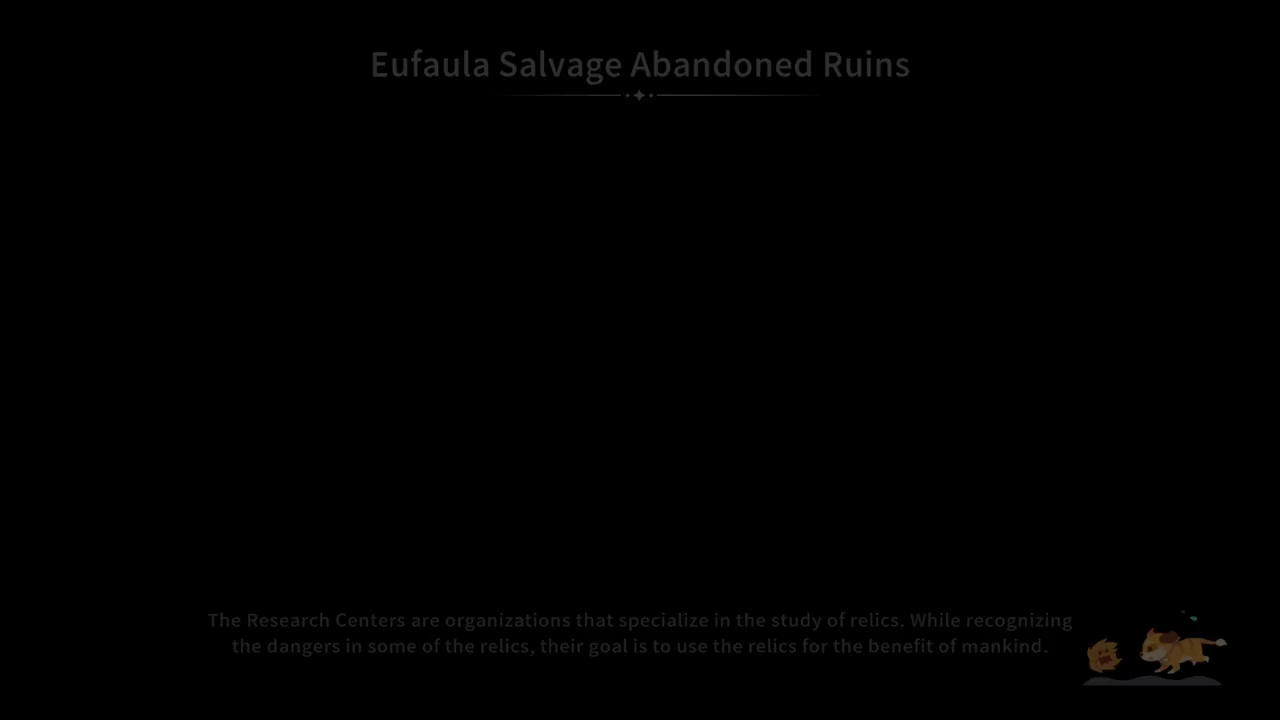 Eufaula Salvage Abandoned Ruins
The Research Centers are organizations that specialize in the study of relics. While recognizing
the dangers in some of the relics, their goal is to use the relics for the benefit of mankind.